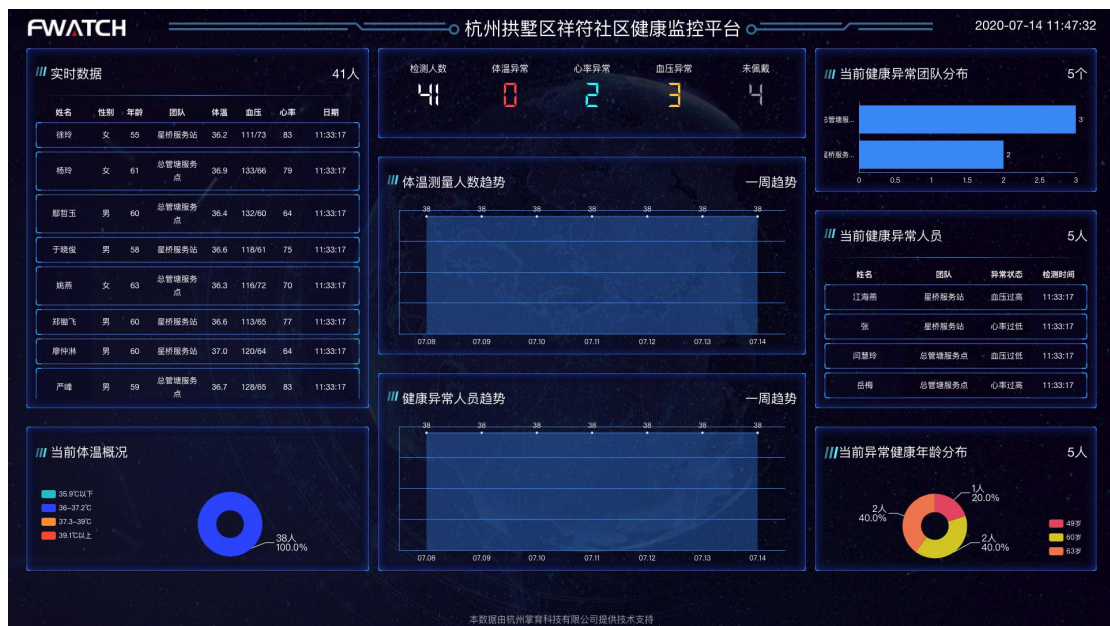 FWATCH
杭州拱墅区祥符社区健康监控平台
2020-07-14 11:47:32
实时数据 41人
姓名 性别 年龄 团队 体温 血压 心率 日期
徐玲 女 55 星桥服务站 36.2 111/73 83 11:33:17
杨玲 女 61 总管塘服务点 36.9 133/66 79 11:33:17
鄢哲玉 男 60 总管塘服务点 36.4 132/60 64 11:33:17
于晓俊 男 58 星桥服务站 36.6 118/61 75 11:33:17
姚燕 女 63 总管塘服务点 36.3 116/72 70 11:33:17
郑锄飞 男 60 星桥服务站 36.6 113/65 77 11:33:17
廖仲淋 男 60 星桥服务站 37.0 120/64 64 11:33:17
严峰 男 59 总管塘服务点 36.7 128/65 83 11:33:17
当前体温概况
35.9℃以下
36-37.2℃
37.3-39℃
39.1℃以上
38人
100.0%
检测人数 体温异常 心率异常 血压异常 未佩戴
41 0 2 3 4
体温测量人数趋势 一周趋势
38 38 38 38 38 38 38
07.08 07.09 07.10 07.11 07.12 07.13 07.14
健康异常人员趋势 一周趋势
38 38 38 38 38 38 38
07.08 07.09 07.10 07.11 07.12 07.13 07.14
当前健康异常团队分布 5个
总管塘服... 3
星桥服务... 2
0 0.5 1 1.5 2 2.5 3
当前健康异常人员 5人
姓名 团队 异常状态 检测时间
江海燕 星桥服务站 血压过高 11:33:17
张 星桥服务站 心率过低 11:33:17
闫慧玲 总管塘服务点 血压过低 11:33:17
岳梅 总管塘服务点 心率过高 11:33:17
当前异常健康年龄分布 5人
1人
20.0%
2人
40.0%
2人
40.0%
49岁
60岁
63岁
本数据由杭州掌育科技有限公司提供技术支持